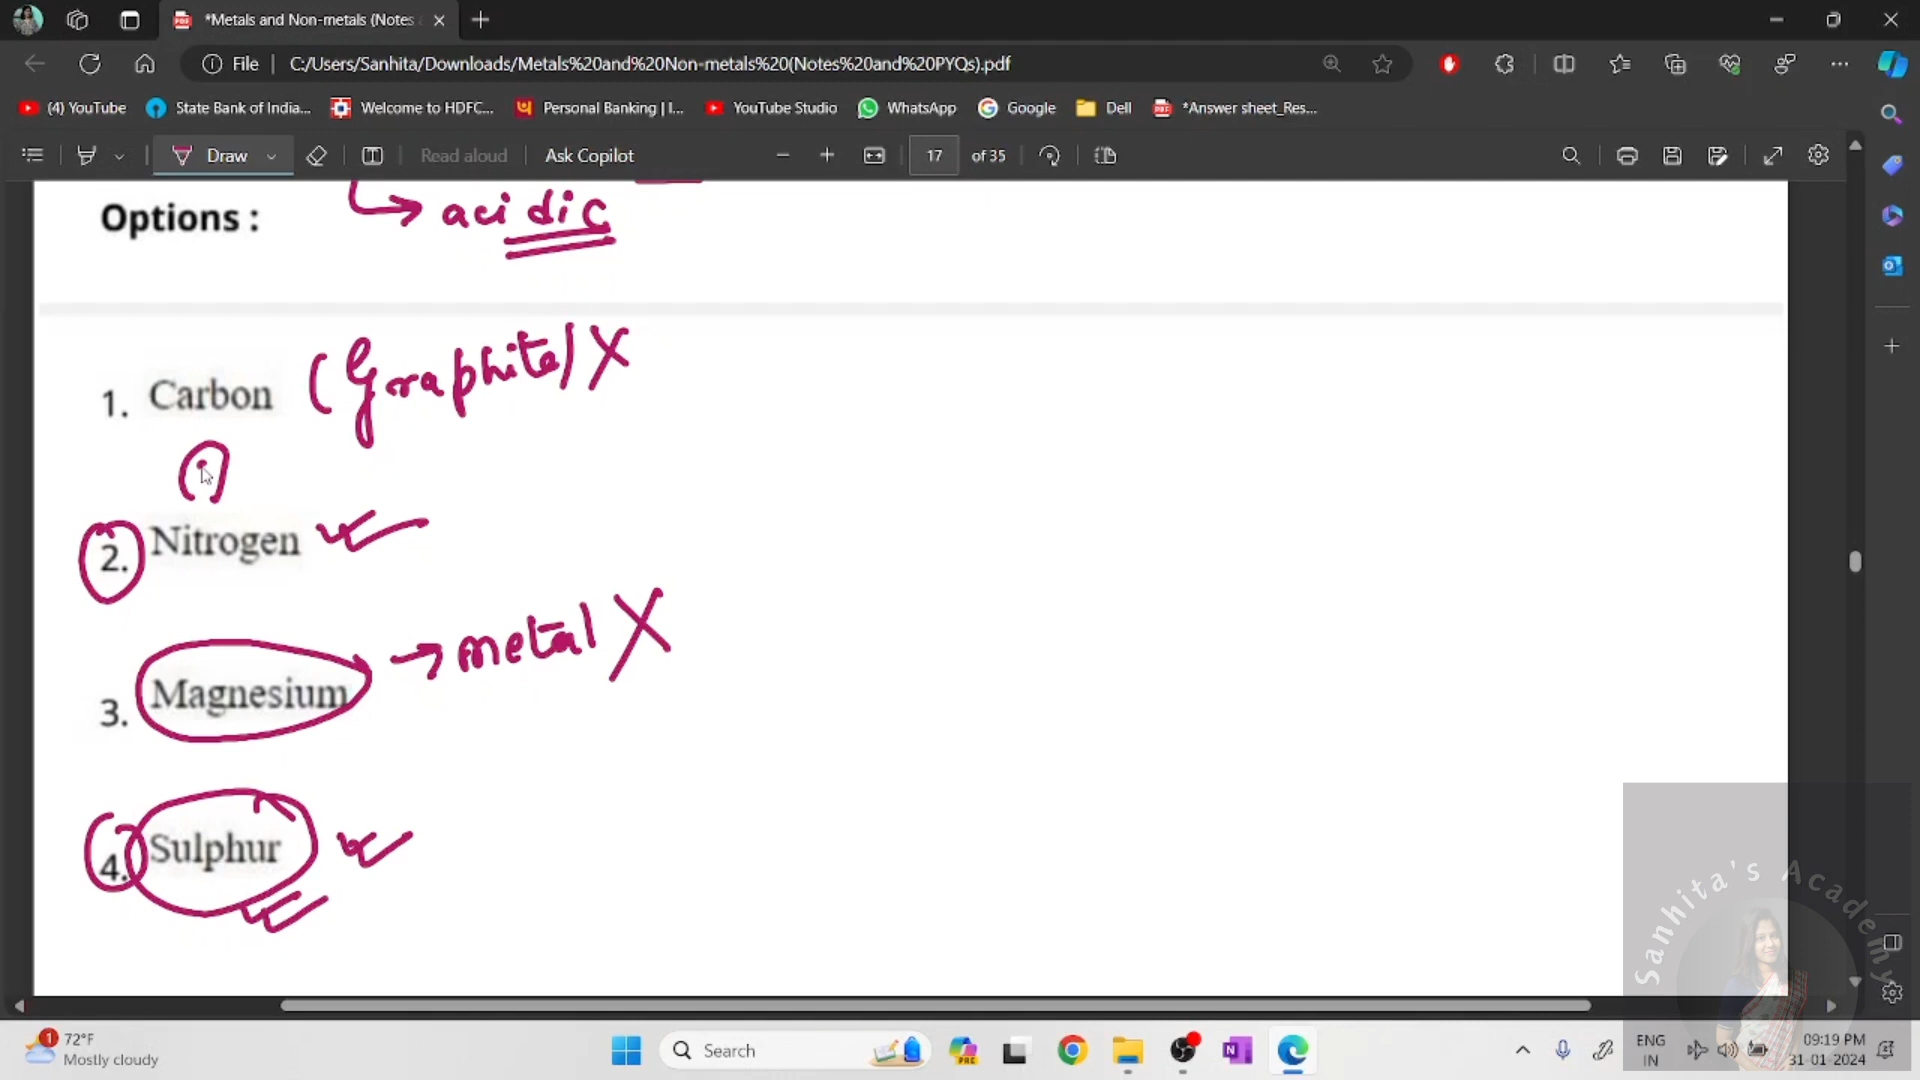 *Metals and Non-metals (Notes
File
C:/Users/Sanhita/Downloads/Metals%20and%20Non-metals%20(Notes%20and%20PYQs).pdf
(4) YouTube
State Bank of India...
Welcome to HDFC...
Personal Banking | I...
YouTube Studio
WhatsApp
Google
Dell
*Answer sheet_Res...
Draw
Read aloud
Ask Copilot
17 of 35
Options :
→ acidic
1. Carbon (Graphite) X
2. Nitrogen
3. Magnesium → metal X
4. Sulphur
Sanhita's Academy
1
72°F
Mostly cloudy
Search
PRE
ENG
IN
09:19 PM
31-01-2024